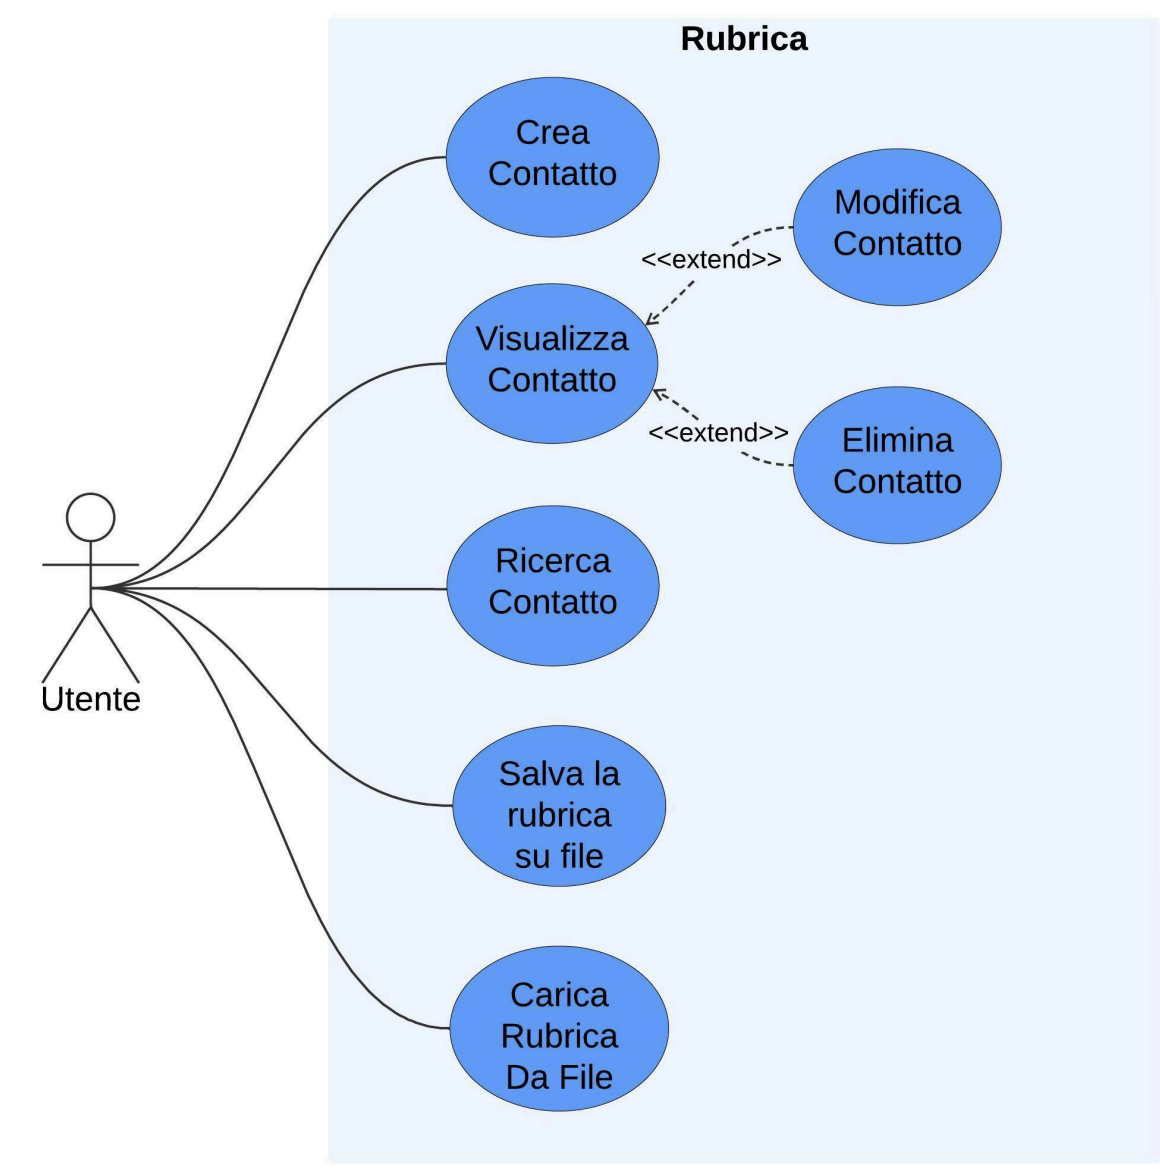 Rubrica
Crea
Contatto
Modifica
Contatto
<<extend>>
Visualizza
Contatto
<<extend>>
Elimina
Contatto
Ricerca
Contatto
Utente
Salva la
rubrica
su file
Carica
Rubrica
Da File